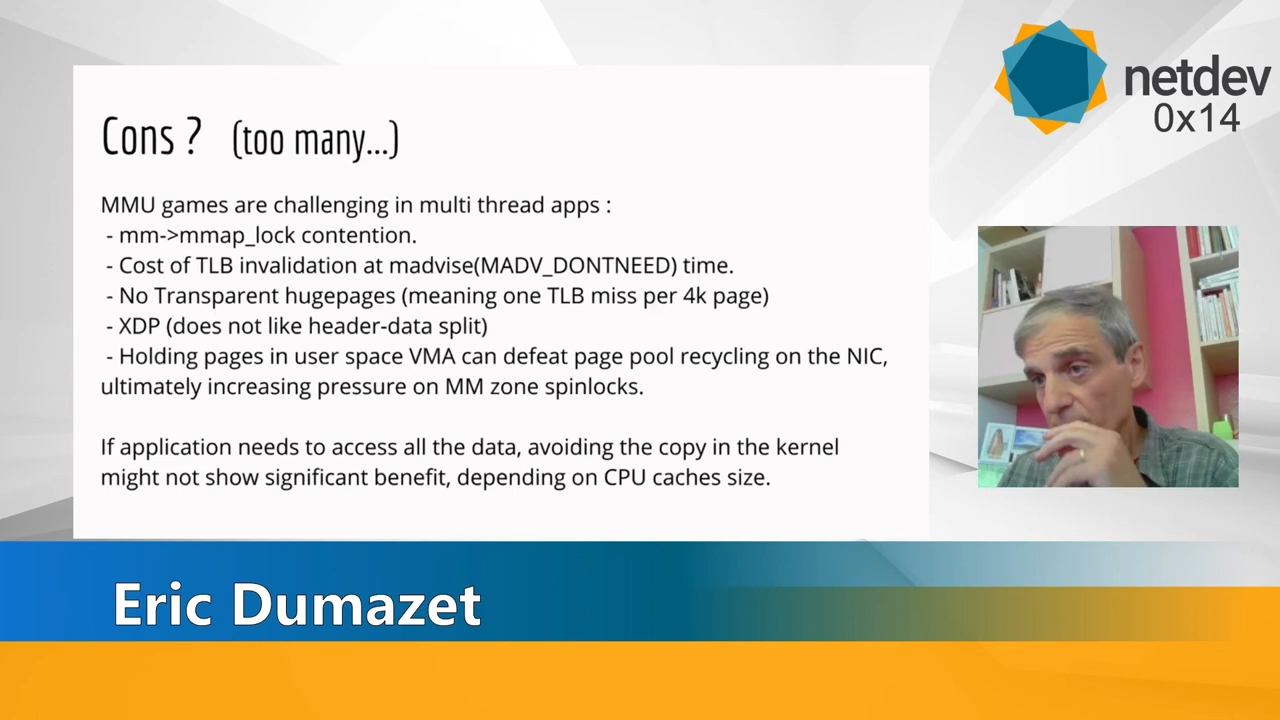 netdev
0x14
Cons ? (too many...)
MMU games are challenging in multi thread apps :
- mm->mmap_lock contention.
- Cost of TLB invalidation at madvise(MADV_DONTNEED) time.
- No Transparent hugepages (meaning one TLB miss per 4k page)
- XDP (does not like header-data split)
- Holding pages in user space VMA can defeat page pool recycling on the NIC,
ultimately increasing pressure on MM zone spinlocks.
If application needs to access all the data, avoiding the copy in the kernel
might not show significant benefit, depending on CPU caches size.
Eric Dumazet